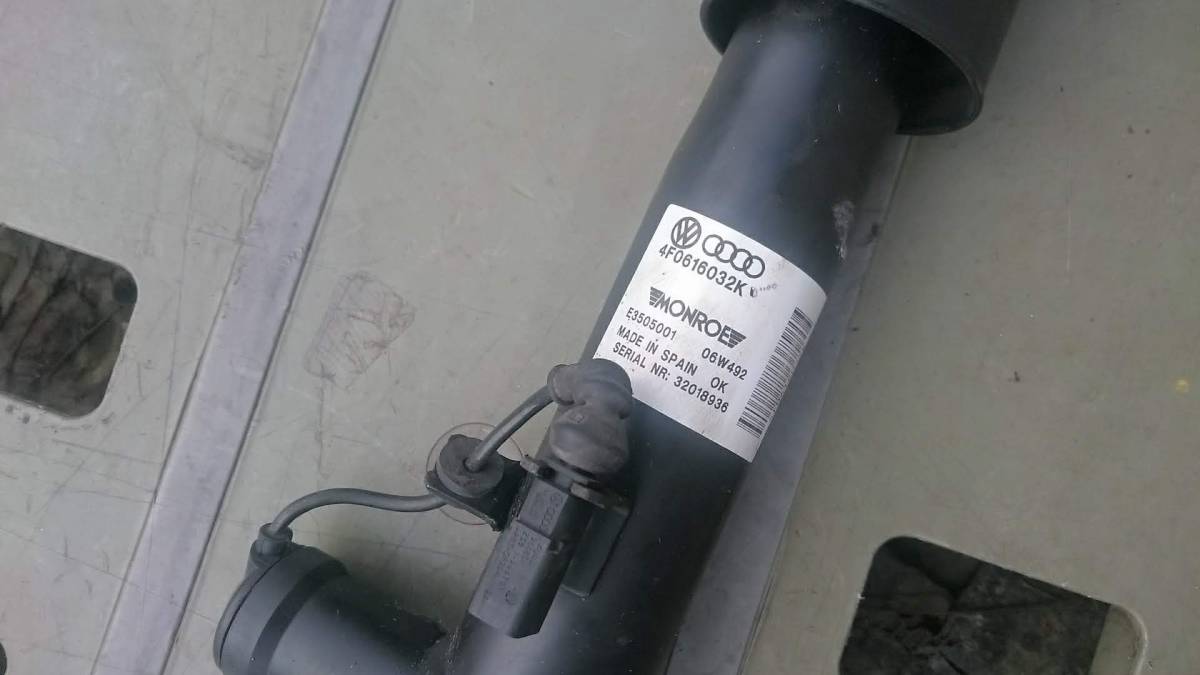 4F0616032K
MONROE
E3505001 06W492
MADE IN SPAIN OK
SERIAL NR: 32018936